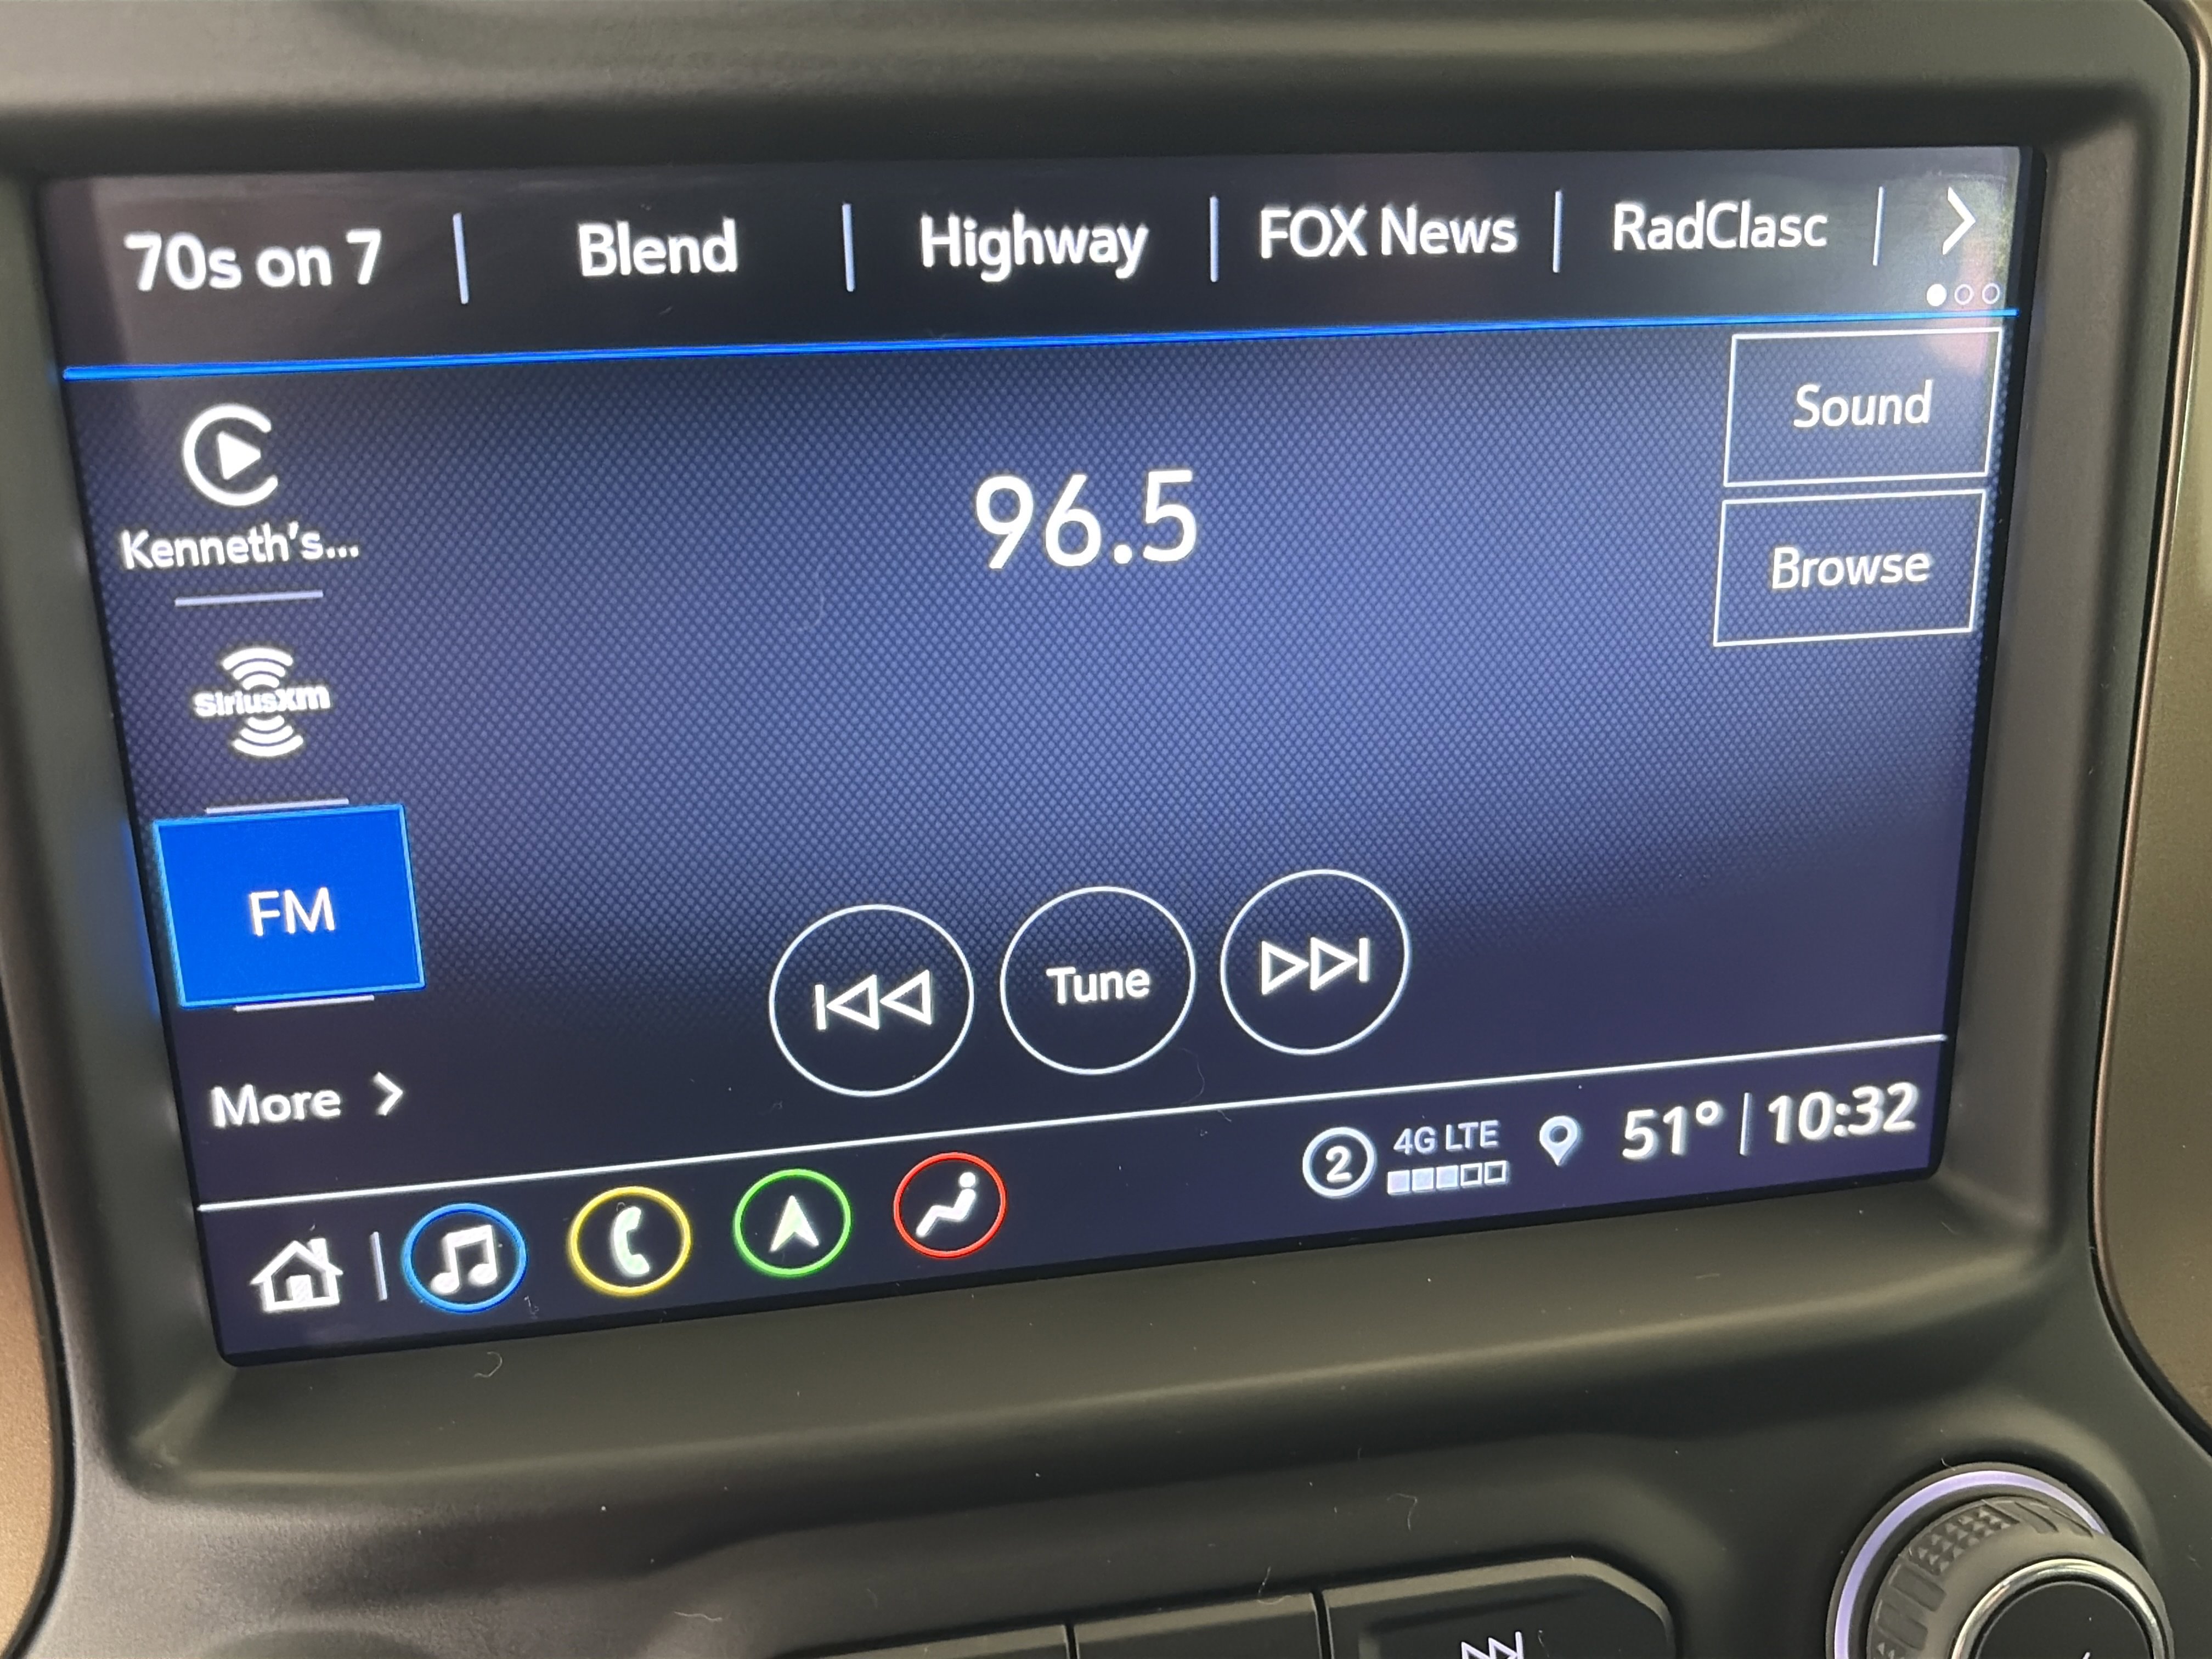 70s on 7
Blend
Highway
FOX News
RadClasc
Sound
Kenneth's...
96.5
Browse
SiriusXm
FM
Tune
More
2
4G LTE
51°
10:32